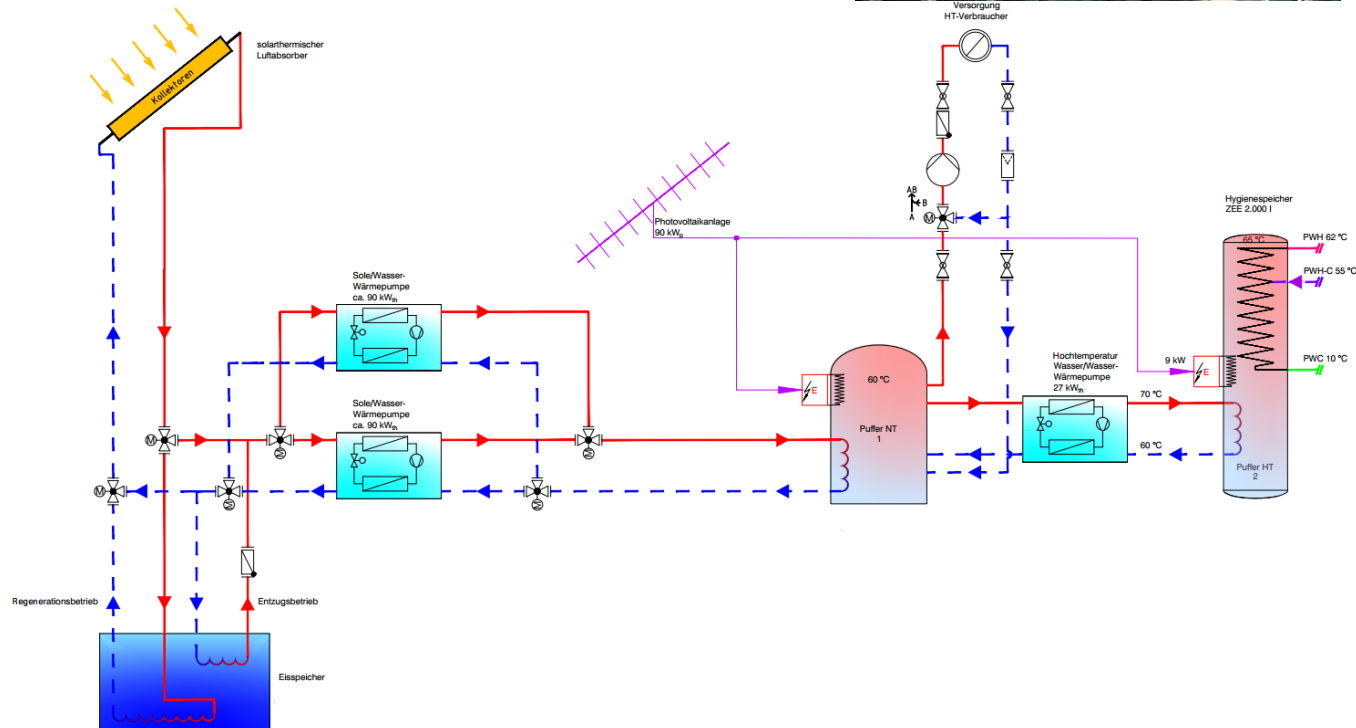 Versorgung
HT-Verbraucher
solarthermischer
Luftabsorber
Kollektoren
AB
B
A
M
Photovoltaikanlage
90 kWp
Hygienespeicher
ZEE 2.000 l
65 °C
PWH 62 °C
PWH-C 55 °C
PWC 10 °C
Sole/Wasser-
Wärmepumpe
ca. 90 kWth
Sole/Wasser-
Wärmepumpe
ca. 90 kWth
60 °C
E
Puffer NT
1
Hochtemperatur
Wasser/Wasser-
Wärmepumpe
27 kWth
9 kW
E
70 °C
60 °C
Puffer HT
2
M
M
M
M
M
M
Regenerationsbetrieb
Entzugsbetrieb
Eisspeicher